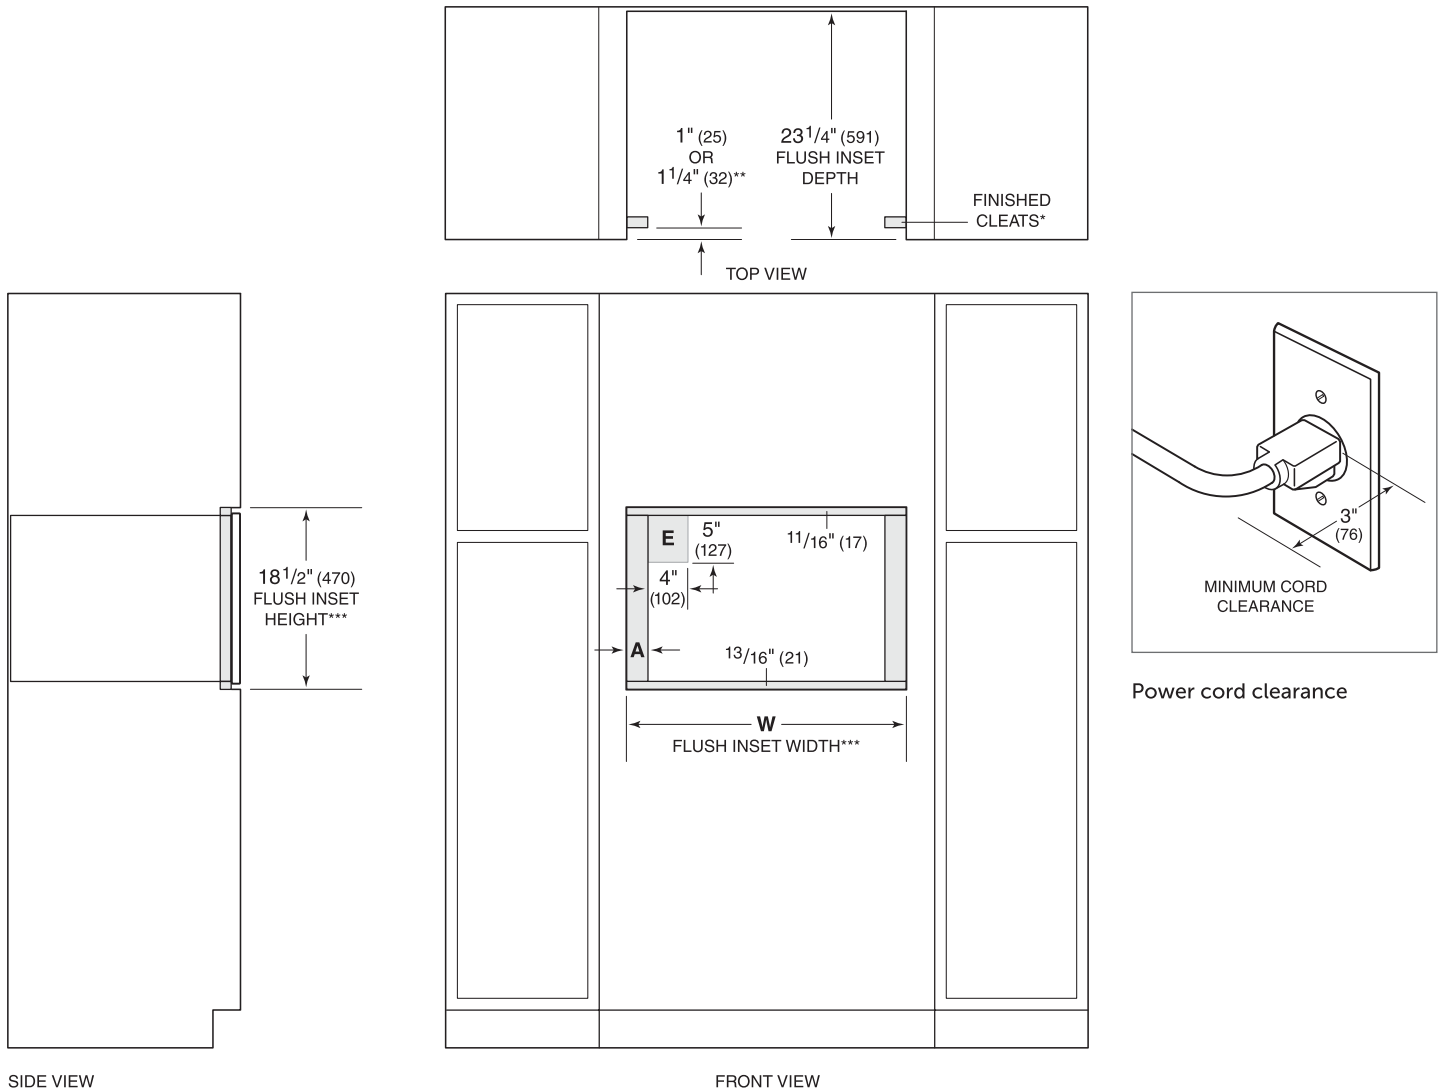 1" (25)
OR
1 1/4" (32)**
23 1/4" (591)
FLUSH INSET
DEPTH
FINISHED
CLEATS*
TOP VIEW
18 1/2" (470)
FLUSH INSET
HEIGHT***
SIDE VIEW
E
5"
(127)
4"
(102)
11/16" (17)
A
13/16" (21)
W
FLUSH INSET WIDTH***
FRONT VIEW
3"
(76)
MINIMUM CORD
CLEARANCE
Power cord clearance